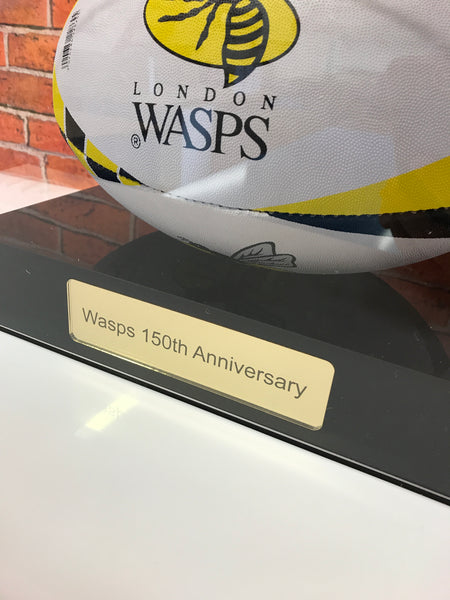 LONDON
WASPS
®
Wasps 150th Anniversary